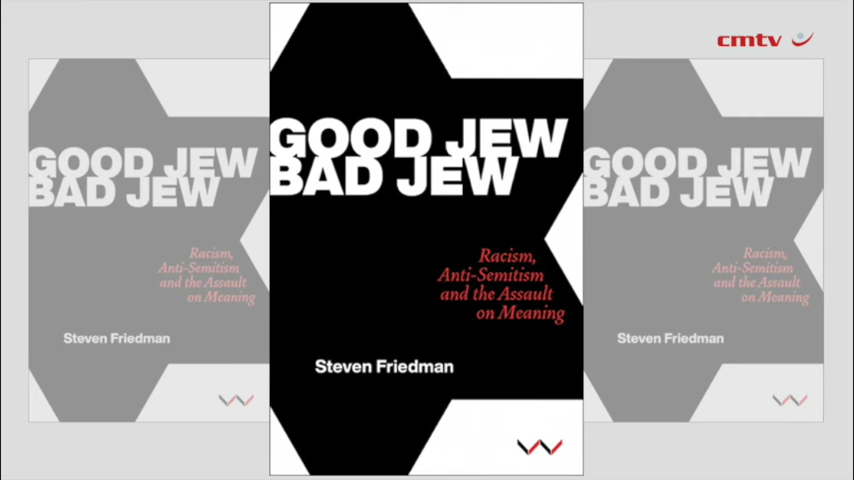 cmtv
GOOD JEW
BAD JEW
Racism,
Anti-Semitism
and the Assault
on Meaning
Steven Friedman
GOOD JEW
BAD JEW
Racism,
Anti-Semitism
and the Assault
on Meaning
Steven Friedman
GOOD JEW
BAD JEW
Racism,
Anti-Semitism
and the Assault
on Meaning
Steven Friedman